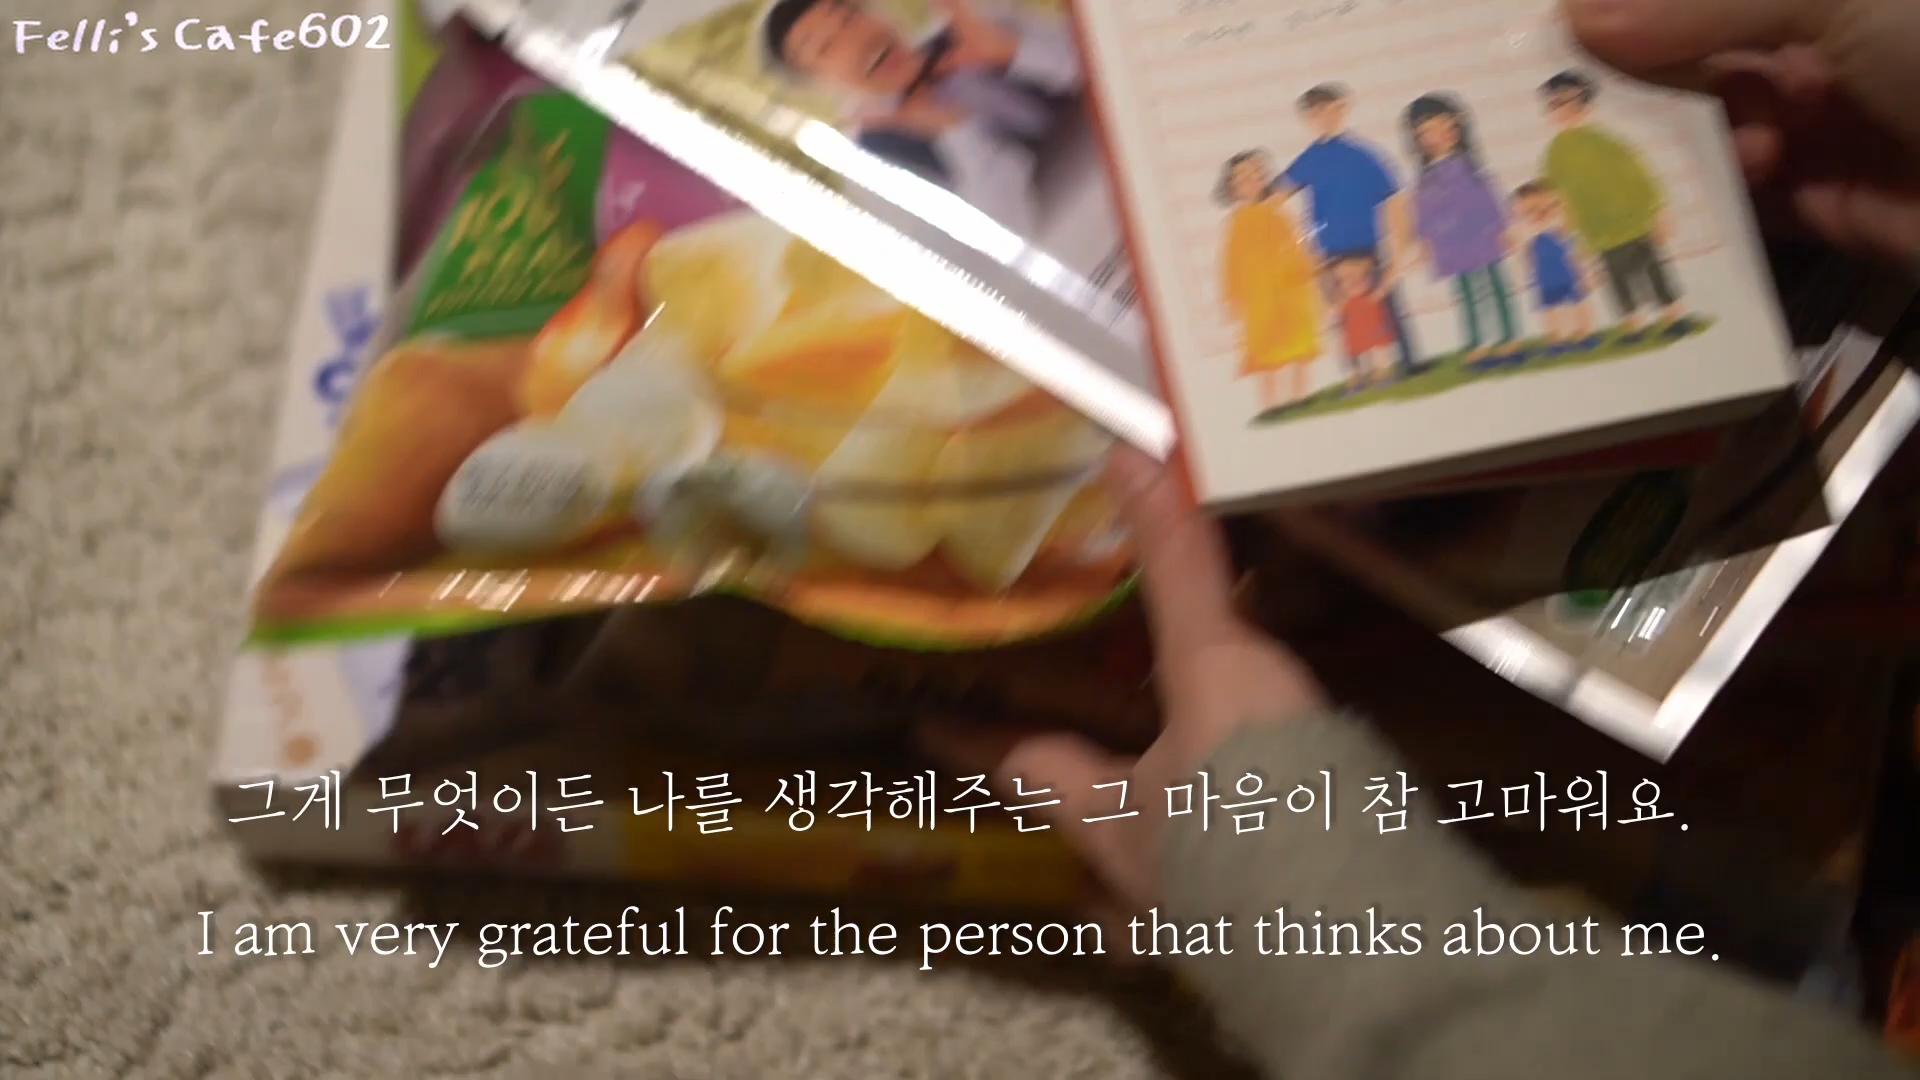 Felli's Cafe602
그게 무엇이든 나를 생각해주는 그 마음이 참 고마워요.
I am very grateful for the person that thinks about me.